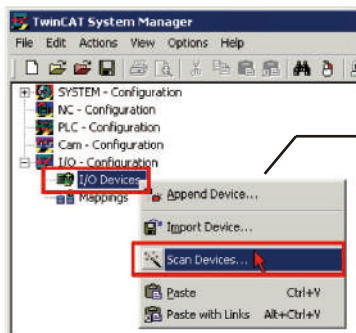 TwinCAT System Manager
File Edit Actions View Options Help
SYSTEM - Configuration
NC - Configuration
PLC - Configuration
Cam - Configuration
I/O - Configuration
I/O Devices
Mappings
Append Device...
Import Device...
Scan Devices...
Paste Ctrl+V
Paste with Links Alt+Ctrl+V